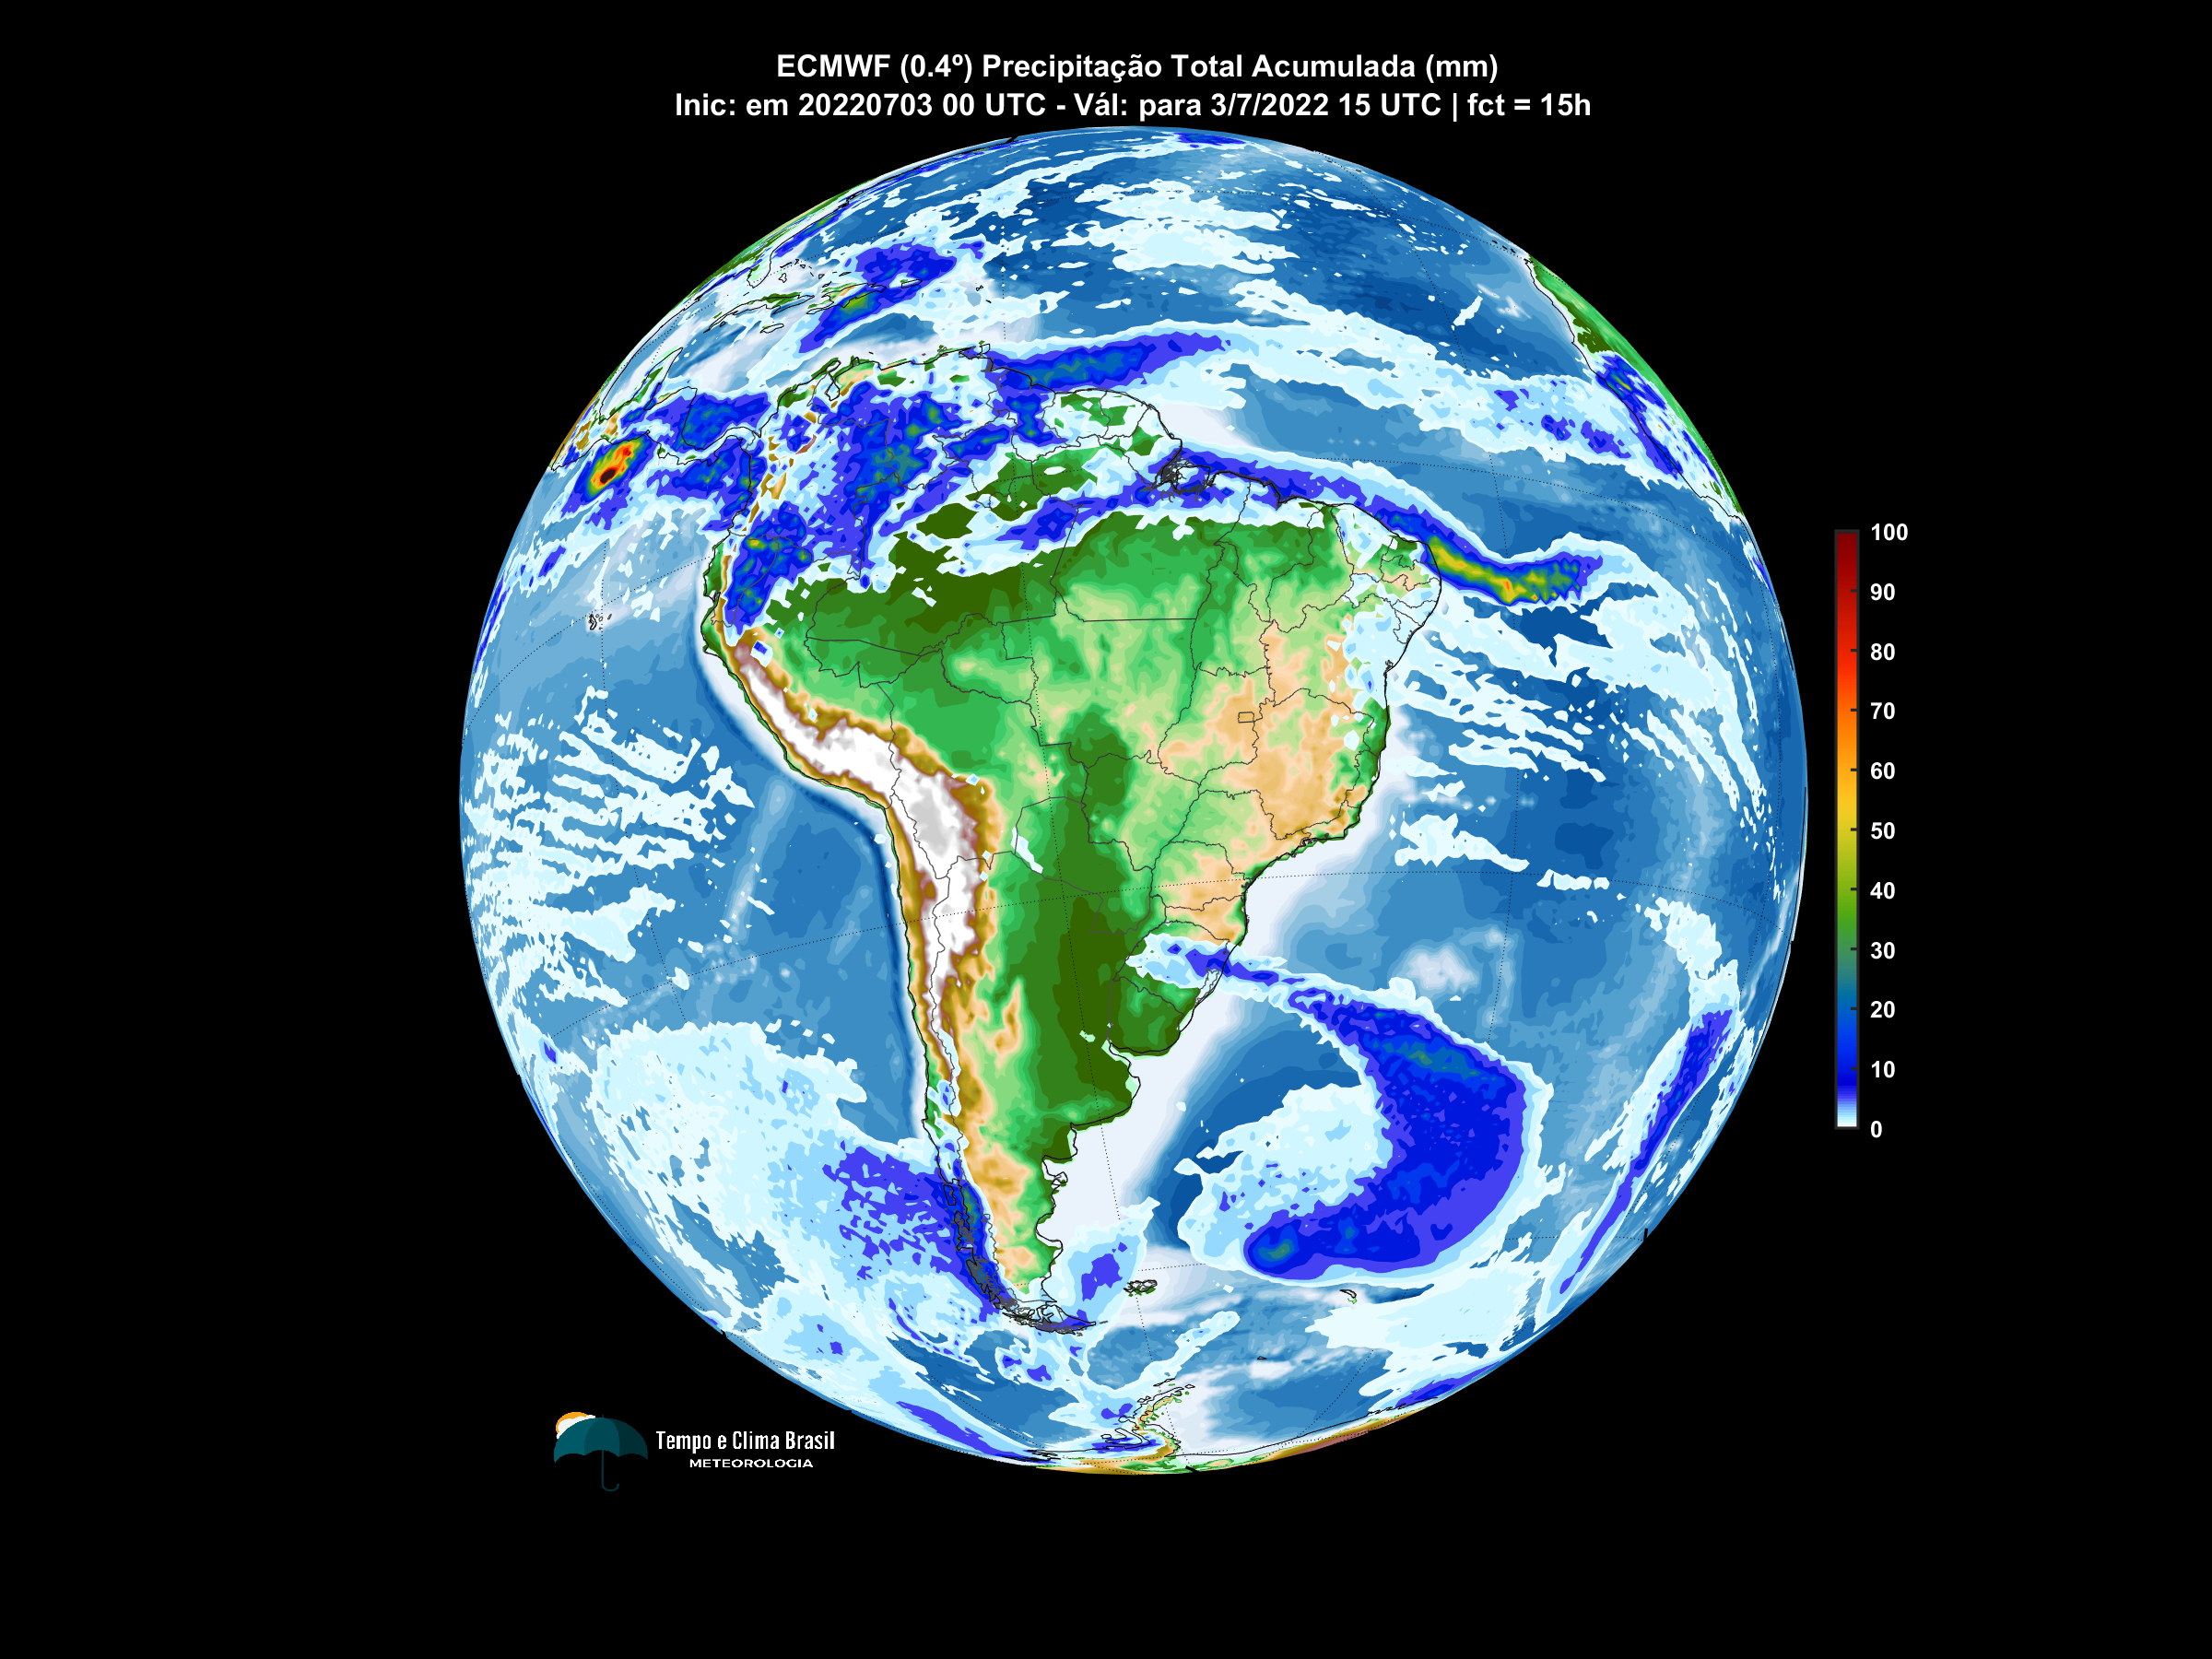 ECMWF (0.4º) Precipitação Total Acumulada (mm)
Inic: em 20220703 00 UTC - Vál: para 3/7/2022 15 UTC | fct = 15h
100
90
80
70
60
50
40
30
20
10
0
Tempo e Clima Brasil
METEOROLOGIA